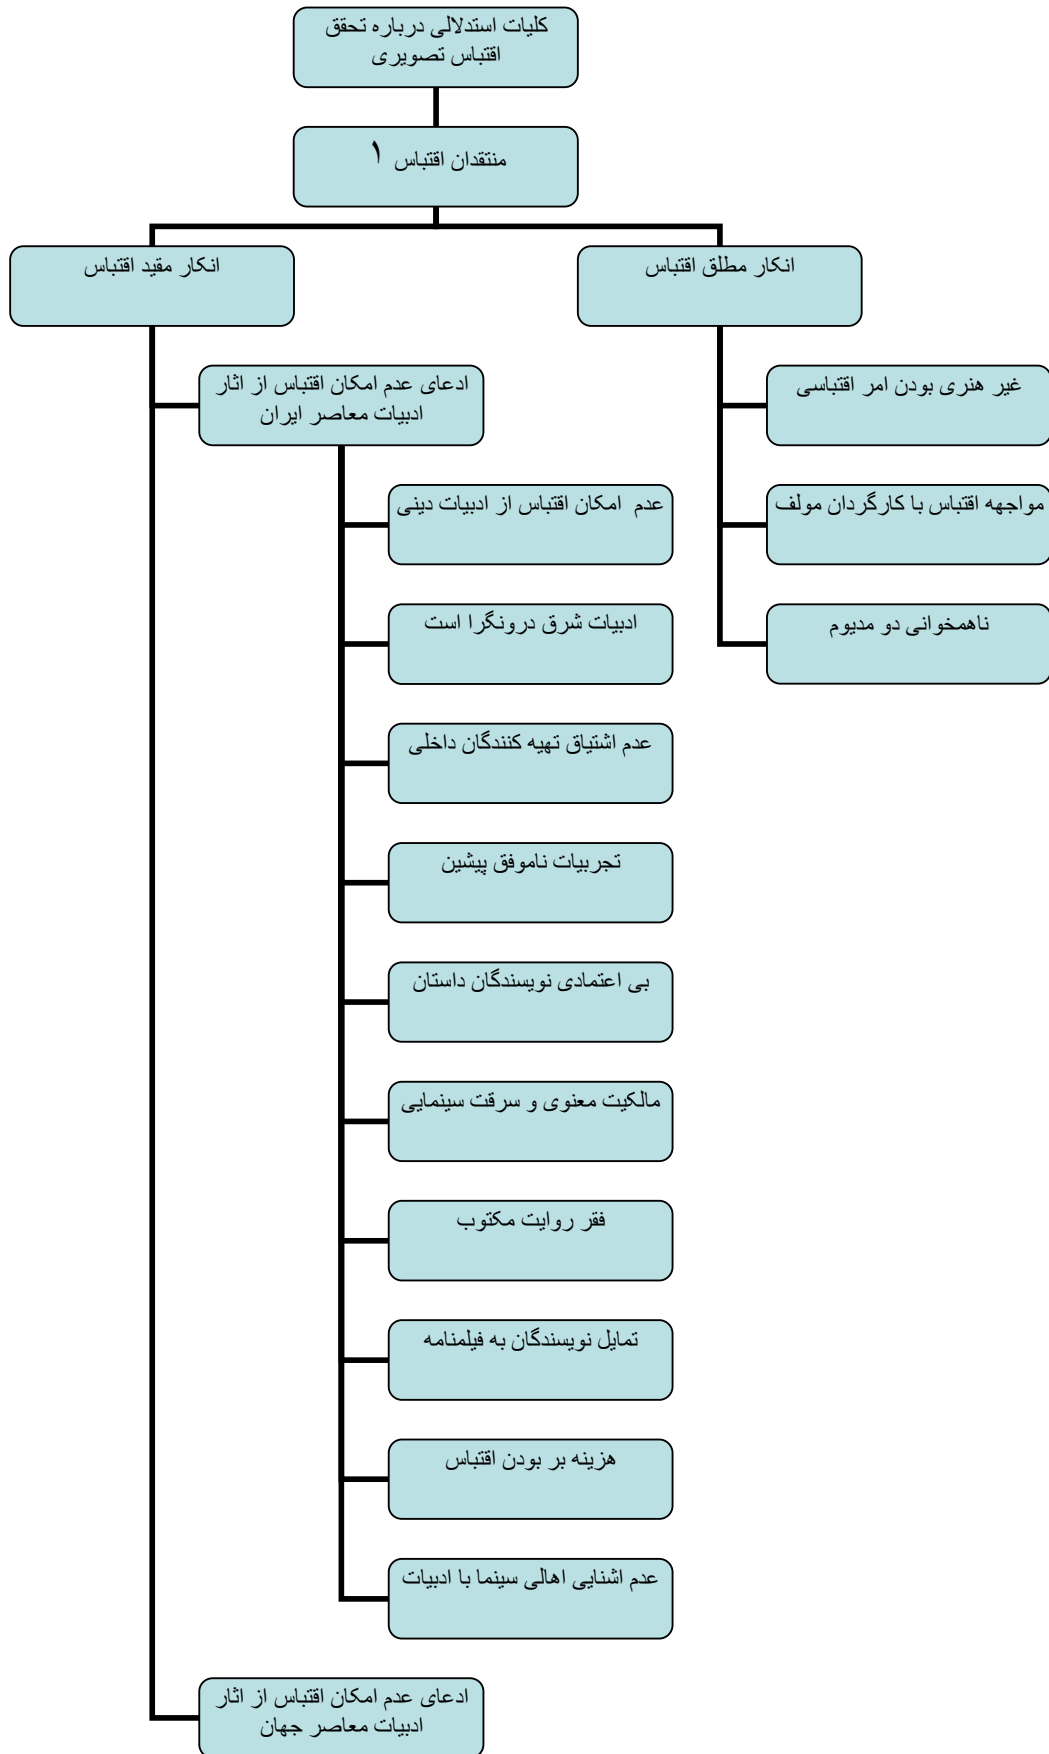 کلیات استدلالی درباره تحقق
اقتباس تصویری
منتقدان اقتباس ۱
انکار مطلق اقتباس
انکار مقید اقتباس
غیر هنری بودن امر اقتباسی
مواجهه اقتباس با کارگردان مولف
ناهمخوانی دو مدیوم
ادعای عدم امکان اقتباس از اثار
ادبیات معاصر ایران
عدم امکان اقتباس از ادبیات دینی
ادبیات شرق درونگرا است
عدم اشتیاق تهیه کنندگان داخلی
تجربیات ناموفق پیشین
بی اعتمادی نویسندگان داستان
مالکیت معنوی و سرقت سینمایی
فقر روایت مکتوب
تمایل نویسندگان به فیلمنامه
هزینه بر بودن اقتباس
عدم اشنایی اهالی سینما با ادبیات
ادعای عدم امکان اقتباس از اثار
ادبیات معاصر جهان